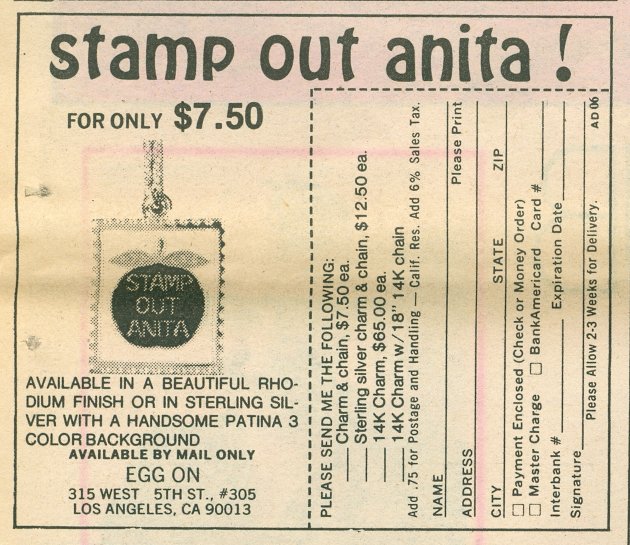 stamp out anita!
FOR ONLY $7.50
STAMP
OUT
ANITA
AVAILABLE IN A BEAUTIFUL RHO-
DIUM FINISH OR IN STERLING SIL-
VER WITH A HANDSOME PATINA 3
COLOR BACKGROUND
AVAILABLE BY MAIL ONLY
EGG ON
315 WEST 5TH ST., #305
LOS ANGELES, CA 90013
PLEASE SEND ME THE FOLLOWING:
____ Charm & chain, $7.50 ea.
____ Sterling silver charm & chain, $12.50 ea.
____ 14K Charm, $65.00 ea.
____ 14K Charm w/18" 14K chain
Add .75 for Postage and Handling — Calif. Res. Add 6% Sales Tax.
NAME
Please Print
ADDRESS
CITY STATE ZIP
□ Payment Enclosed (Check or Money Order)
□ Master Charge □ BankAmericard Card #
Interbank # Expiration Date
Signature
Please Allow 2-3 Weeks for Delivery. AD 06